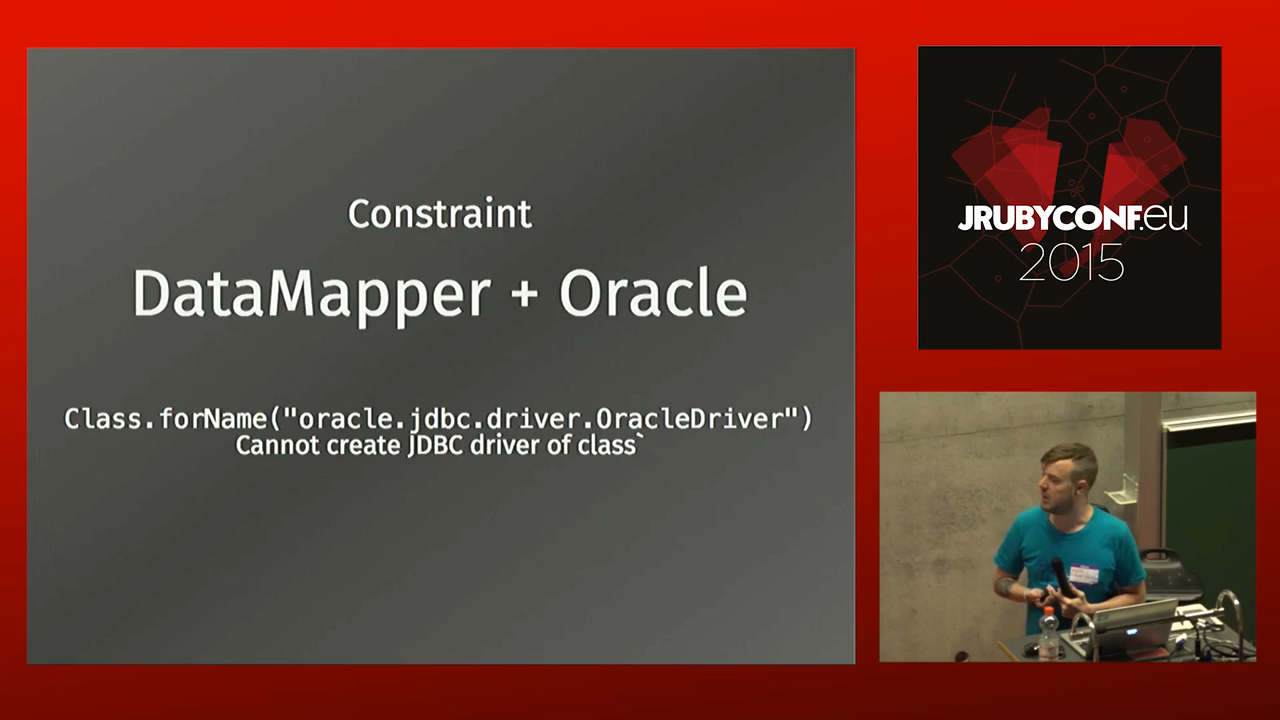 Constraint
DataMapper + Oracle
Class.forName("oracle.jdbc.driver.OracleDriver")
Cannot create JDBC driver of class`
JRUBYCONF.eu
2015